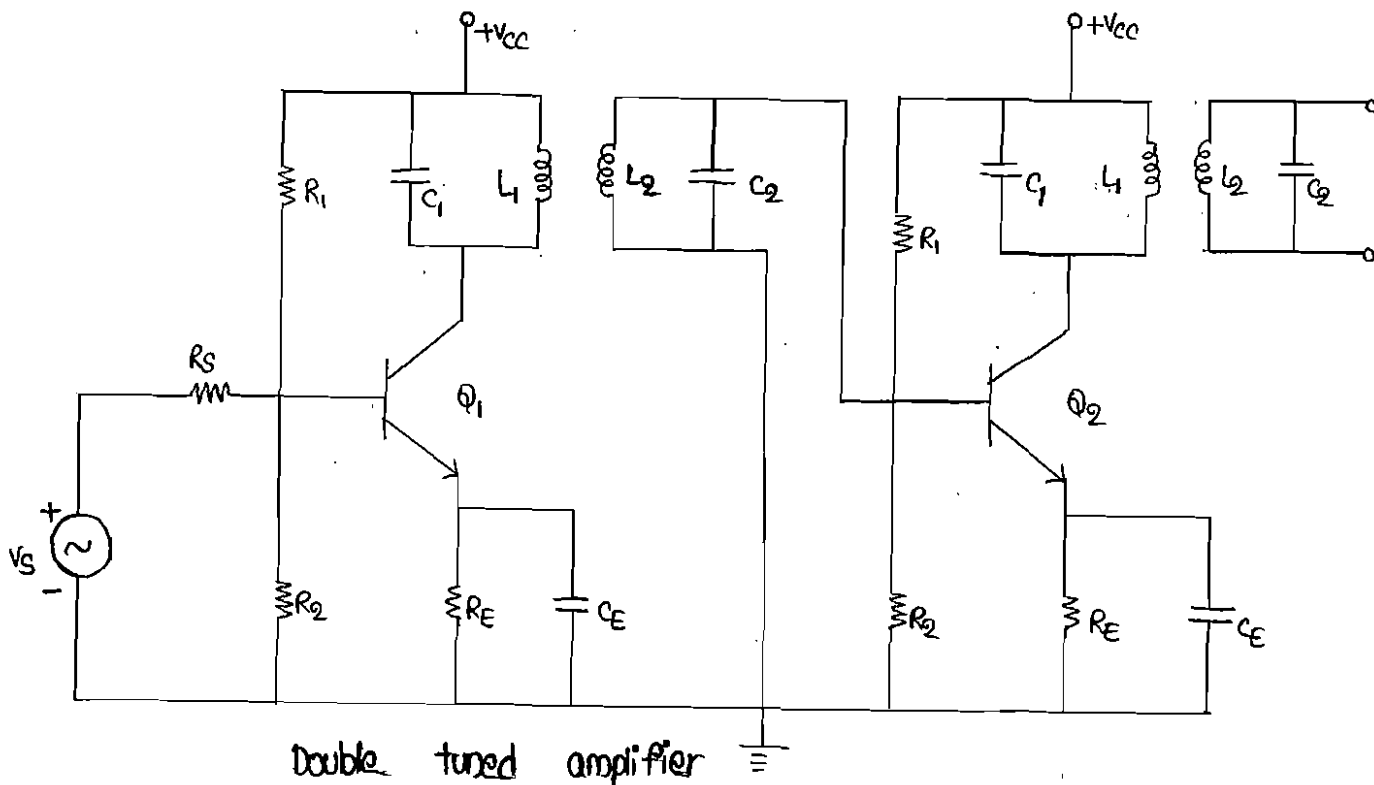 +VCC
+VCC
R1
C1
L1
L2
C2
R1
C1
L1
L2
C2
RS
Q1
Q2
+
VS
-
R2
RE
CE
R2
RE
CE
Double tuned amplifier